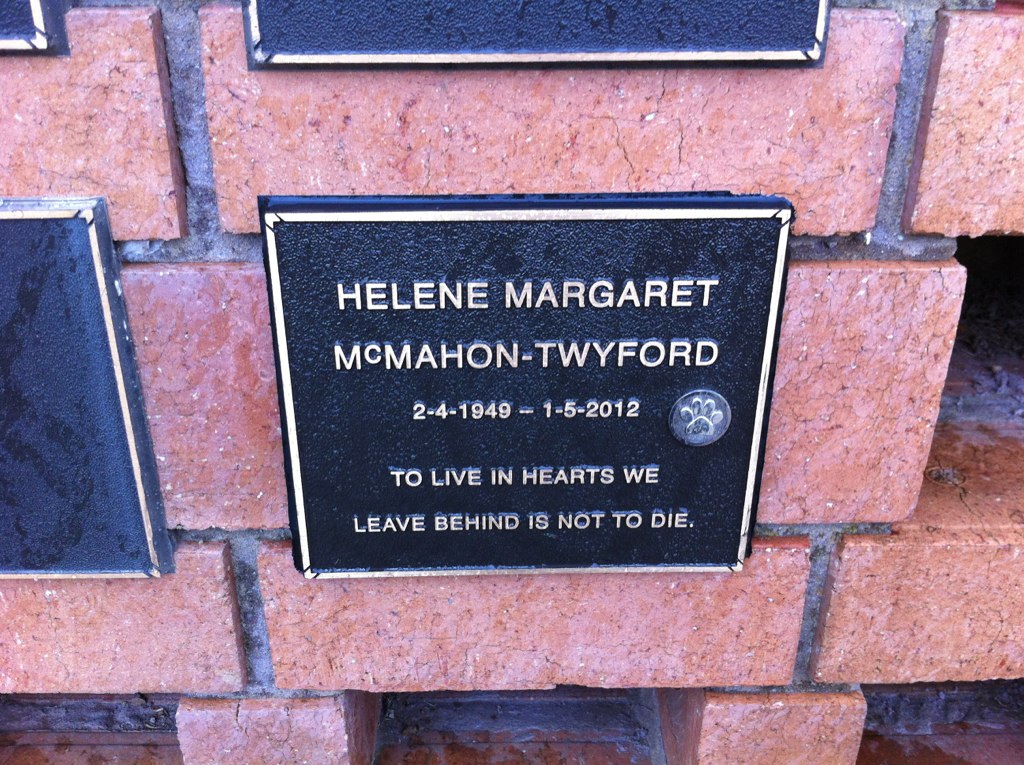 HELENE MARGARET
McMAHON-TWYFORD
2-4-1949 – 1-5-2012
TO LIVE IN HEARTS WE
LEAVE BEHIND IS NOT TO DIE.